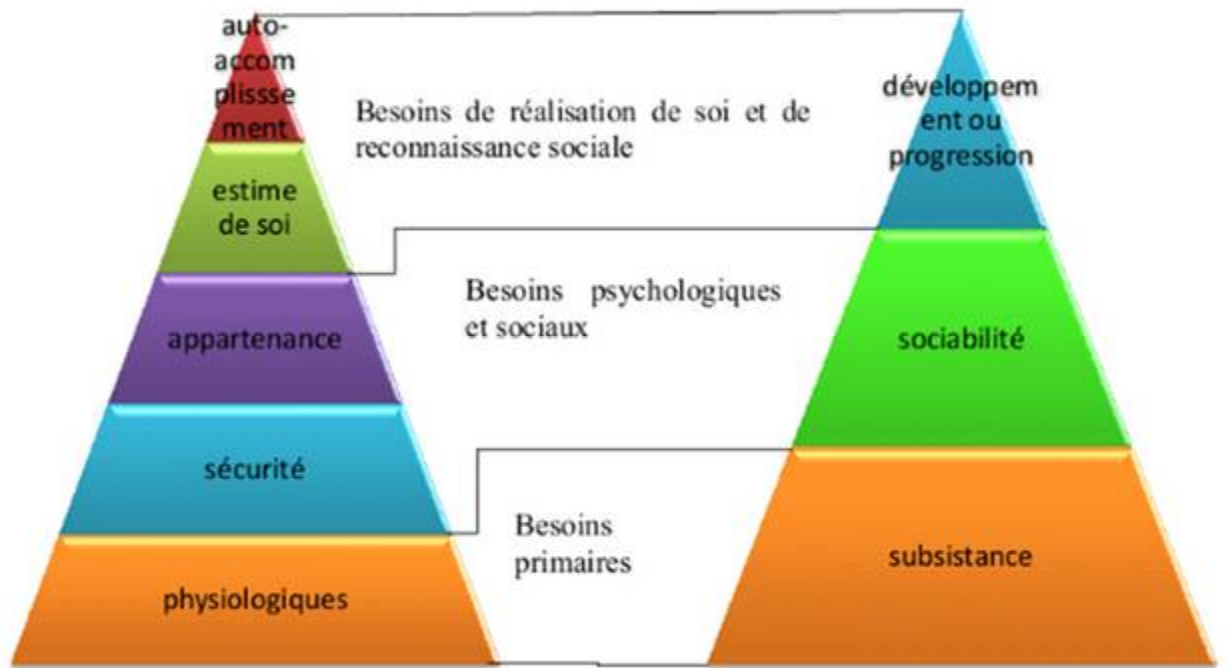 auto-
accom
plissse
ment
estime
de soi
appartenance
sécurité
physiologiques
Besoins de réalisation de soi et de
reconnaissance sociale
Besoins psychologiques
et sociaux
Besoins
primaires
développem
ent ou
progression
sociabilité
subsistance